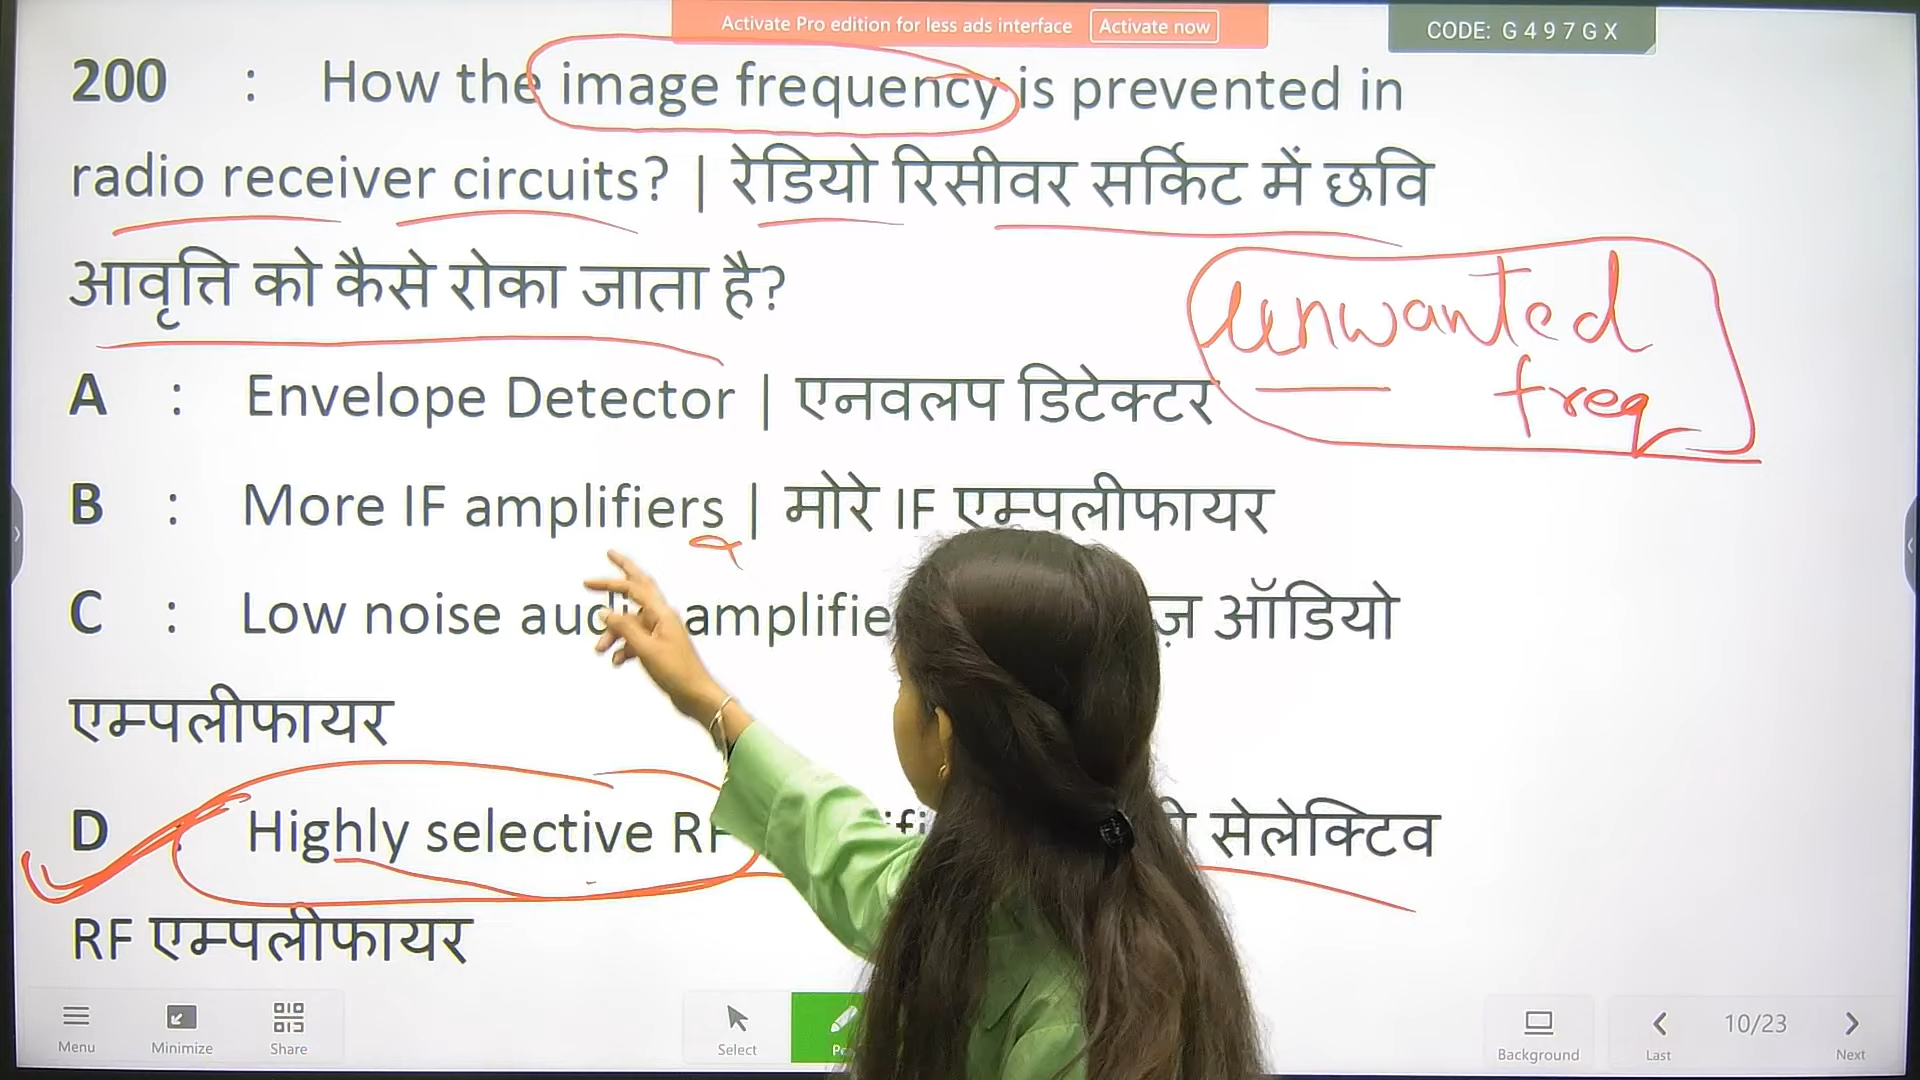 Activate Pro edition for less ads interface Activate now
CODE: G 4 9 7 G X
200 : How the image frequency is prevented in
radio receiver circuits? | रेडियो रिसीवर सर्किट में छवि
आवृत्ति को कैसे रोका जाता है?
unwanted
freq
A : Envelope Detector | एनवलप डिटेक्टर
B : More IF amplifiers | मोरे IF एम्पलीफायर
C : Low noise ऑडियो
एम्पलीफायर
D : Highly selective RF सेलेक्टिव
RF एम्पलीफायर
Menu Minimize Share Select Background Last 10/23 Next